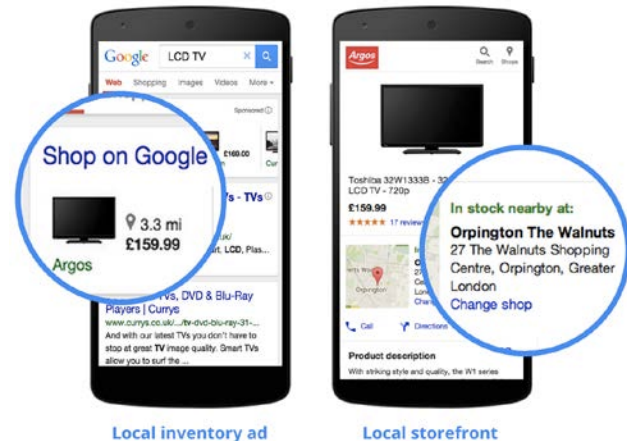 Google LCD TV
Web Shopping Images Videos More
Sponsored
Shop on Google
£169.00
3.3 mi
£159.99
Argos
s - TVs
rt, LCD, Plas...
Vs, DVD & Blu-Ray
Players | Currys
www.currys.co.uk/.../tv-dvd-blu-ray-31-...
And with our latest TVs you don't have to
stop at great TV image quality. Smart TVs
allow you to surf the ...
Local inventory ad
Argos
Search Shops
Toshiba 32W1333B - 32
LCD TV - 720p
£159.99
17 review
Orpington
In stock nearby at:
Orpington The Walnuts
27 The Walnuts Shopping
Centre, Orpington, Greater
London
Change shop
Call Directions
Product description
With striking style and quality, the W1 series
Local storefront